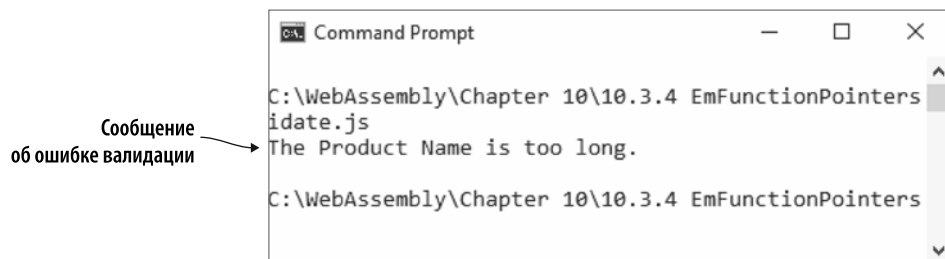 Command Prompt
C:\WebAssembly\Chapter 10\10.3.4 EmFunctionPointers
idate.js
Сообщение
об ошибке валидации
The Product Name is too long.
C:\WebAssembly\Chapter 10\10.3.4 EmFunctionPointers